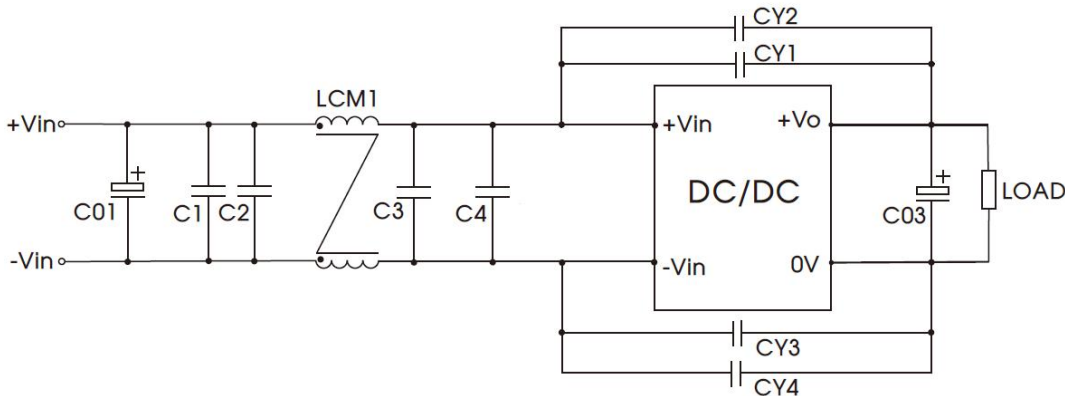 CY2
CY1
LCM1
+Vin
+Vin
+Vo
+
C01
C1
C2
C3
C4
DC/DC
+
C03
LOAD
-Vin
-Vin
0V
CY3
CY4